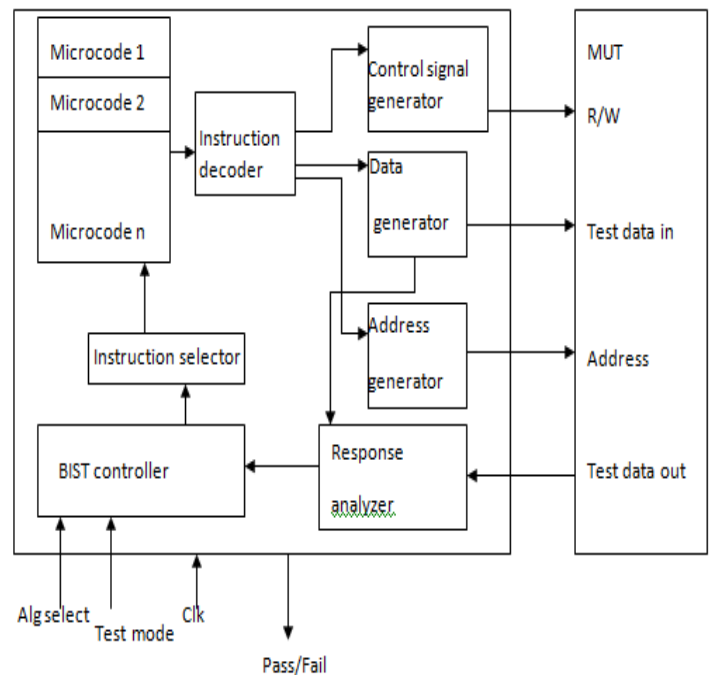 Microcode 1
Microcode 2
Microcode n
Instruction
decoder
Control signal
generator
Data
generator
Address
generator
Instruction selector
BIST controller
Response
analyzer
MUT
R/W
Test data in
Address
Test data out
Alg select
Test mode
Clk
Pass/Fail